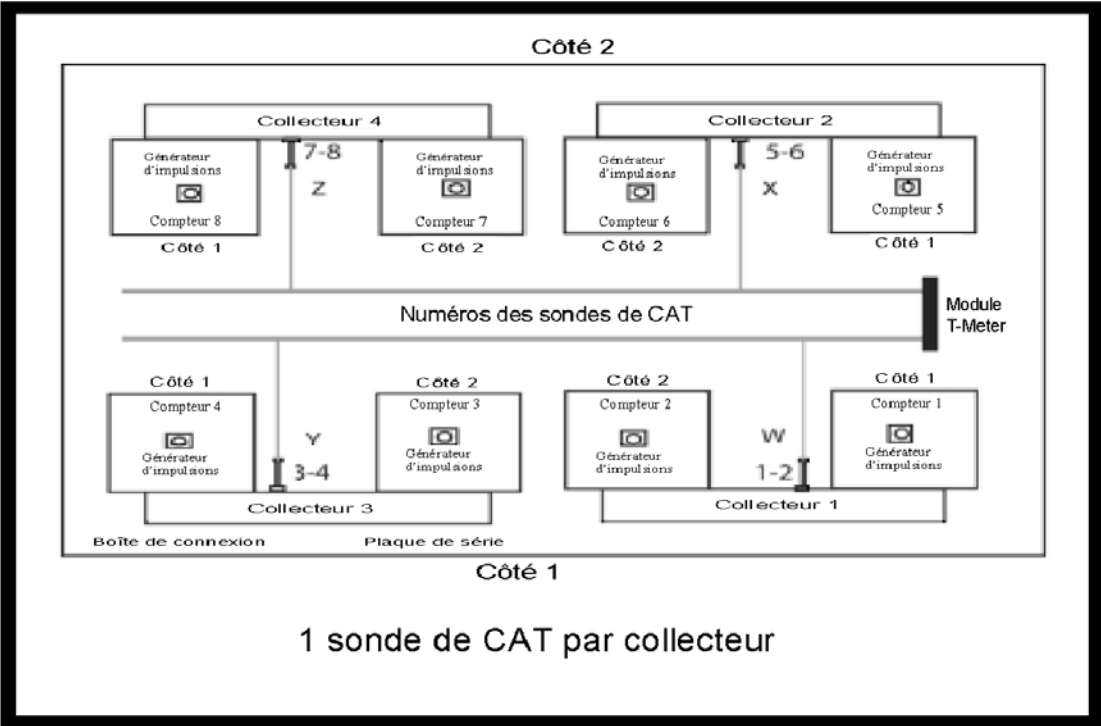 Côté 2
Collecteur 4
Collecteur 2
Générateur
d'impulsions
Compteur 8
Côté 1
7-8
Z
Générateur
d'impulsions
Compteur 7
Côté 2
Générateur
d'impulsions
Compteur 6
Côté 2
5-6
X
Générateur
d'impulsions
Compteur 5
Côté 1
Numéros des sondes de CAT
Module
T-Meter
Côté 1
Compteur 4
Générateur
d'impulsions
Y
3-4
Côté 2
Compteur 3
Générateur
d'impulsions
Collecteur 3
Côté 2
Compteur 2
Générateur
d'impulsions
W
1-2
Côté 1
Compteur 1
Générateur
d'impulsions
Collecteur 1
Boîte de connexion
Plaque de série
Côté 1
1 sonde de CAT par collecteur